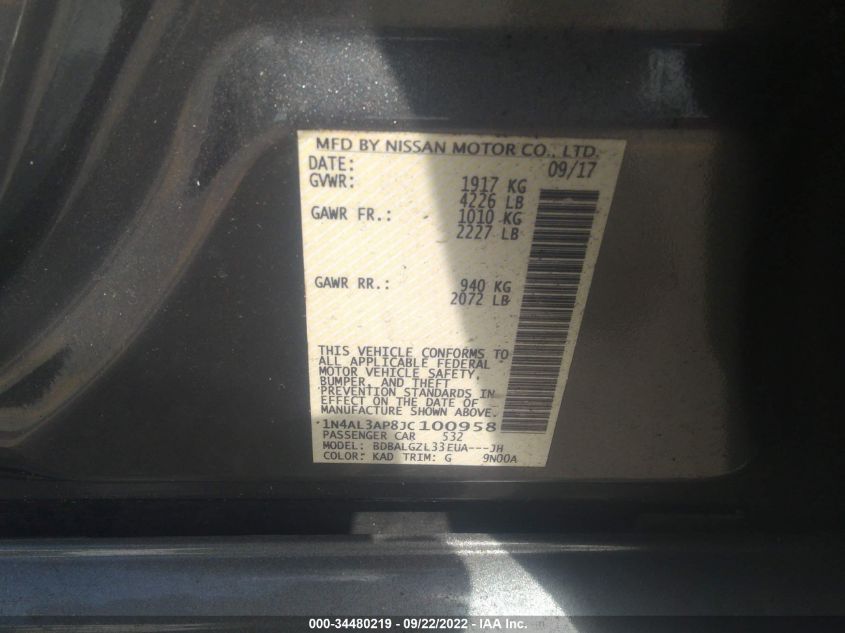 MFD BY NISSAN MOTOR CO., LTD.
DATE: 09/17
GVWR: 1917 KG
4226 LB
GAWR FR.: 1010 KG
2227 LB
GAWR RR.: 940 KG
2072 LB
THIS VEHICLE CONFORMS TO
ALL APPLICABLE FEDERAL
MOTOR VEHICLE SAFETY,
BUMPER, AND THEFT
PREVENTION STANDARDS IN
EFFECT ON THE DATE OF
MANUFACTURE SHOWN ABOVE.
1N4AL3AP8JC100958
PASSENGER CAR 532
MODEL: BDBALGZL33EUA---JH
COLOR: KAD TRIM: G 9N00A
000-34480219 - 09/22/2022 - IAA Inc.